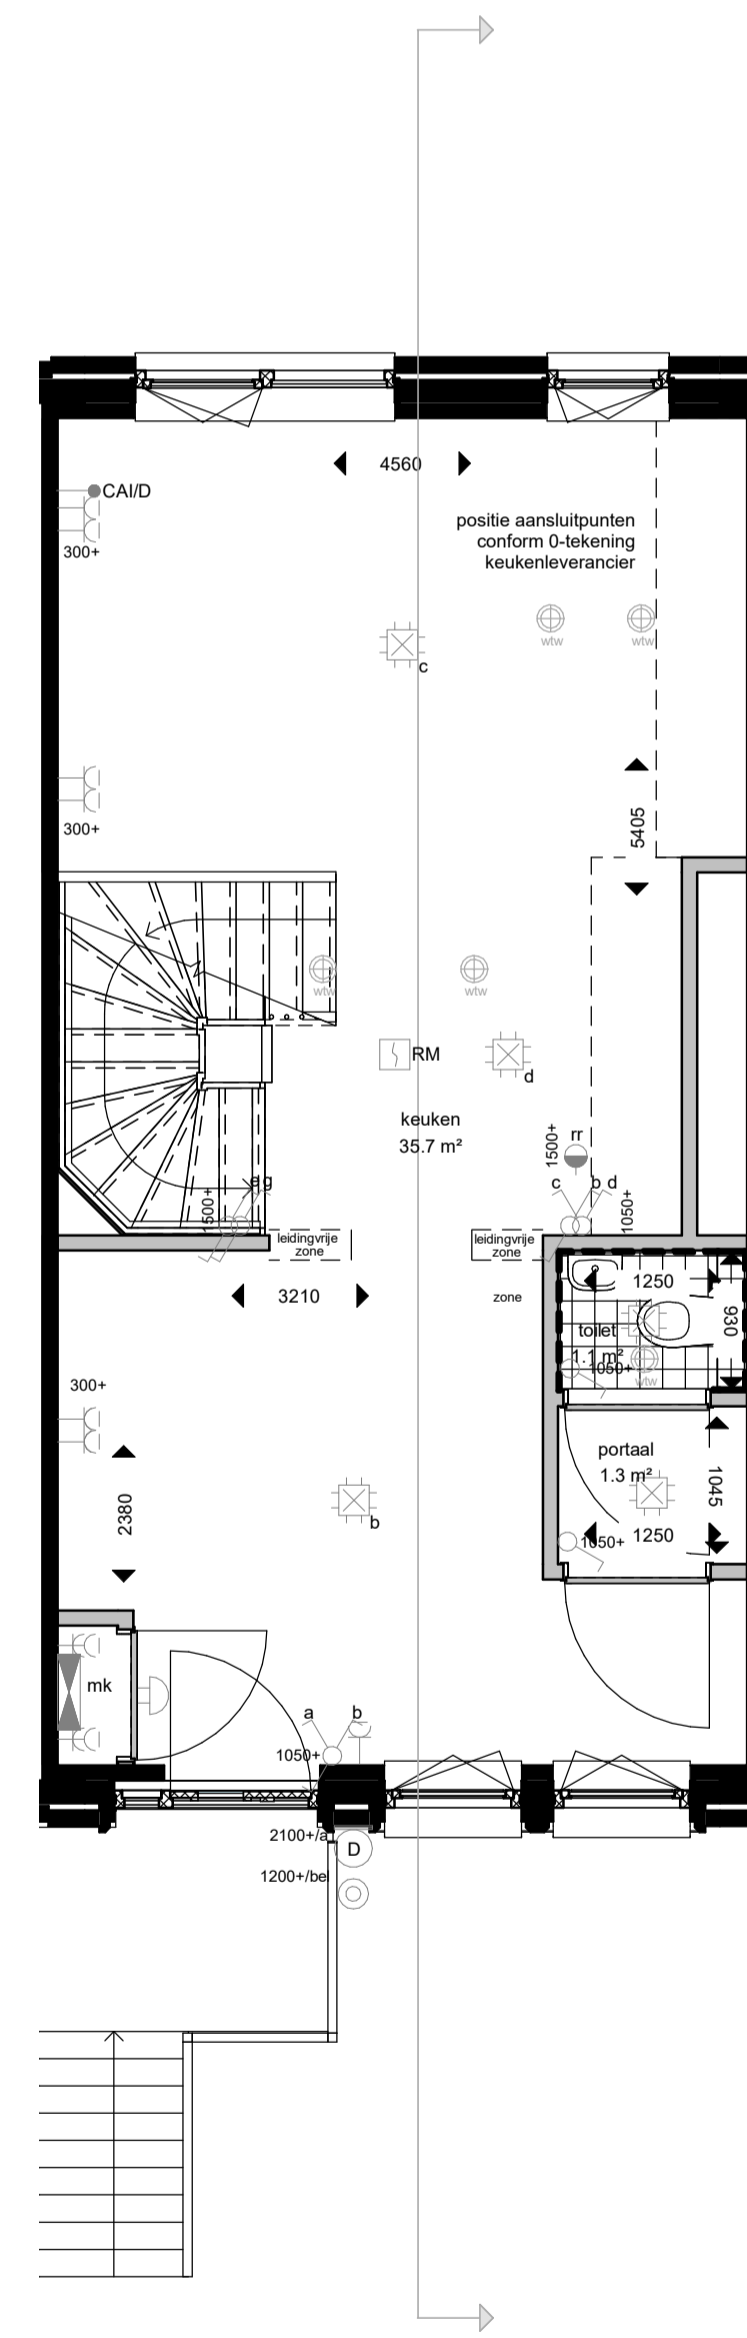 4560
CAI/D
300+
positie aansluitpunten
conform 0-tekening
keukenleverancier
wtw
wtw
c
300+
5405
wtw
wtw
RM
d
keuken
35.7 m²
1500+
rr
e g
c
b d
1500+
1050+
leidingvrije
zone
leidingvrije
zone
3210
zone
1250
930
toilet
1.1 m²
1050+
wtw
300+
portaal
1.3 m²
1045
2380
b
1050+
1250
mk
a
b
1050+
2100+/a
D
1200+/bel